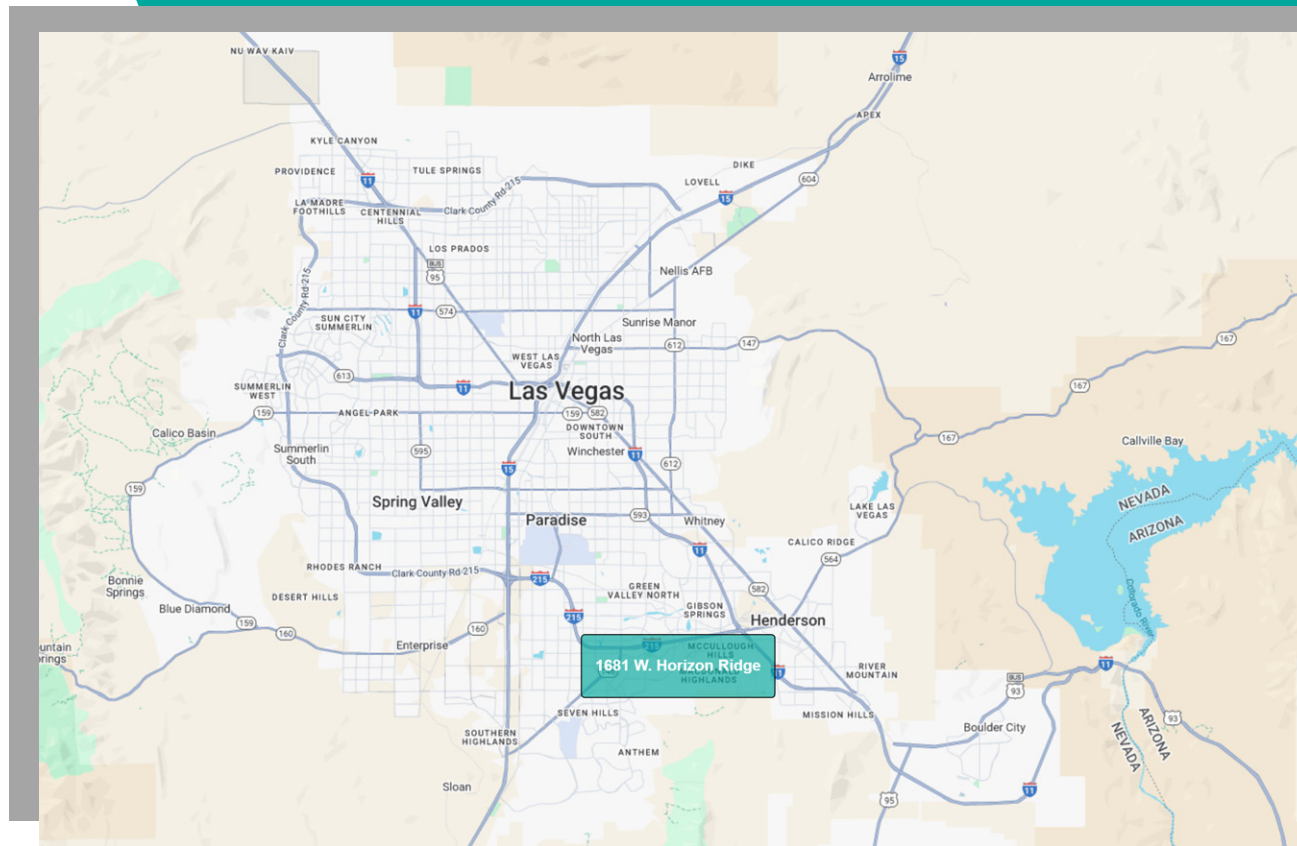 NU WAV KAIV
15
Arrolime
APEX
KYLE CANYON
PROVIDENCE
TULE SPRINGS
DIKE
11
LOVELL
604
15
LA MADRE
FOOTHILLS
CENTENNIAL
HILLS
Clark County Rd 215
LOS PRADOS
BUS
95
Nellis AFB
Clark County Rd-215
11
574
SUN CITY
SUMMERLIN
Sunrise Manor
North Las
Vegas
612
147
167
WEST LAS
VEGAS
613
11
Las Vegas
SUMMERLIN
WEST
167
159
ANGEL PARK
159
582
DOWNTOWN
SOUTH
Calico Basin
167
Callville Bay
Summerlin
South
595
Winchester
11
612
15
159
Spring Valley
NEVADA
ARIZONA
LAKE LAS
VEGAS
Paradise
593
Whitney
CALICO RIDGE
11
564
RHODES RANCH
Clark County Rd 215
215
Bonnie
Springs
DESERT HILLS
GREEN
VALLEY NORTH
582
Colorado River
Blue Diamond
GIBSON
SPRINGS
215
159
160
160
Henderson
Enterprise
untain
prings
215
MCCULLOUGH
HILLS
1681 W. Horizon Ridge
MACDONALD
HIGHLANDS
11
RIVER
MOUNTAIN
11
BUS
93
SEVEN HILLS
MISSION HILLS
93
Boulder City
ARIZONA
NEVADA
SOUTHERN
HIGHLANDS
ANTHEM
Sloan
11
95